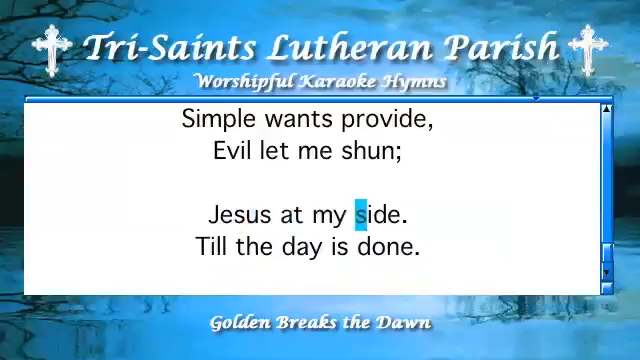 Tri-Saints Lutheran Parish
Worshipful Karaoke Hymns
Simple wants provide,
Evil let me shun;
Jesus at my side.
Till the day is done.
Golden Breaks the Dawn